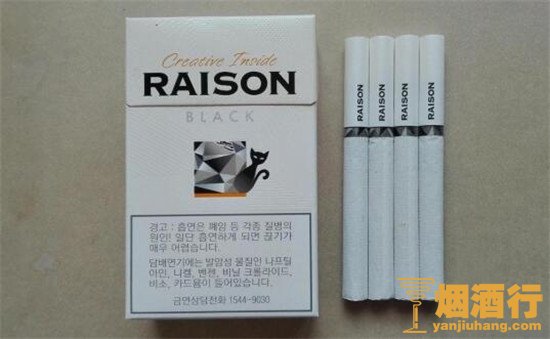 Creative Inside
RAISON
BLACK
경고 : 흡연은 폐암 등 각종 질병의
원인! 일단 흡연하게 되면 끊기가
매우 어렵습니다.
담배연기에는 발암성 물질인 나프틸
아민, 니켈, 벤젠, 비닐 크롤라이드,
비소, 카드뮴이 들어있습니다.
금연상담전화 1544-9030
RAISON
RAISON
RAISON
RAISON
烟酒行
yanjiuhang.com